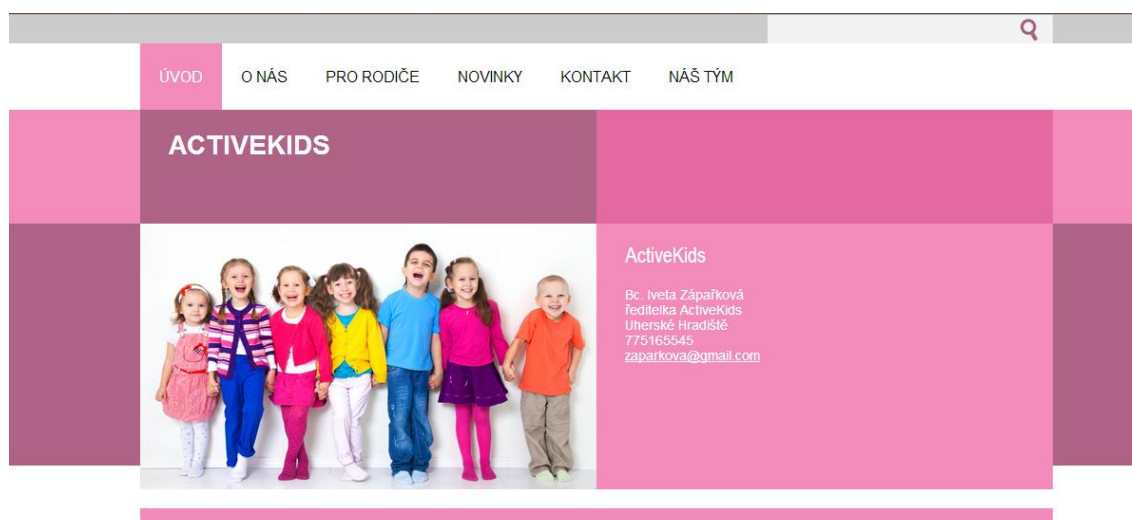 ÚVOD O NÁS PRO RODIČE NOVINKY KONTAKT NÁŠ TÝM
ACTIVEKIDS
ActiveKids
Bc. Iveta Zápařková
ředitelka ActiveKids
Uherské Hradiště
775165545
zaparkova@gmail.com